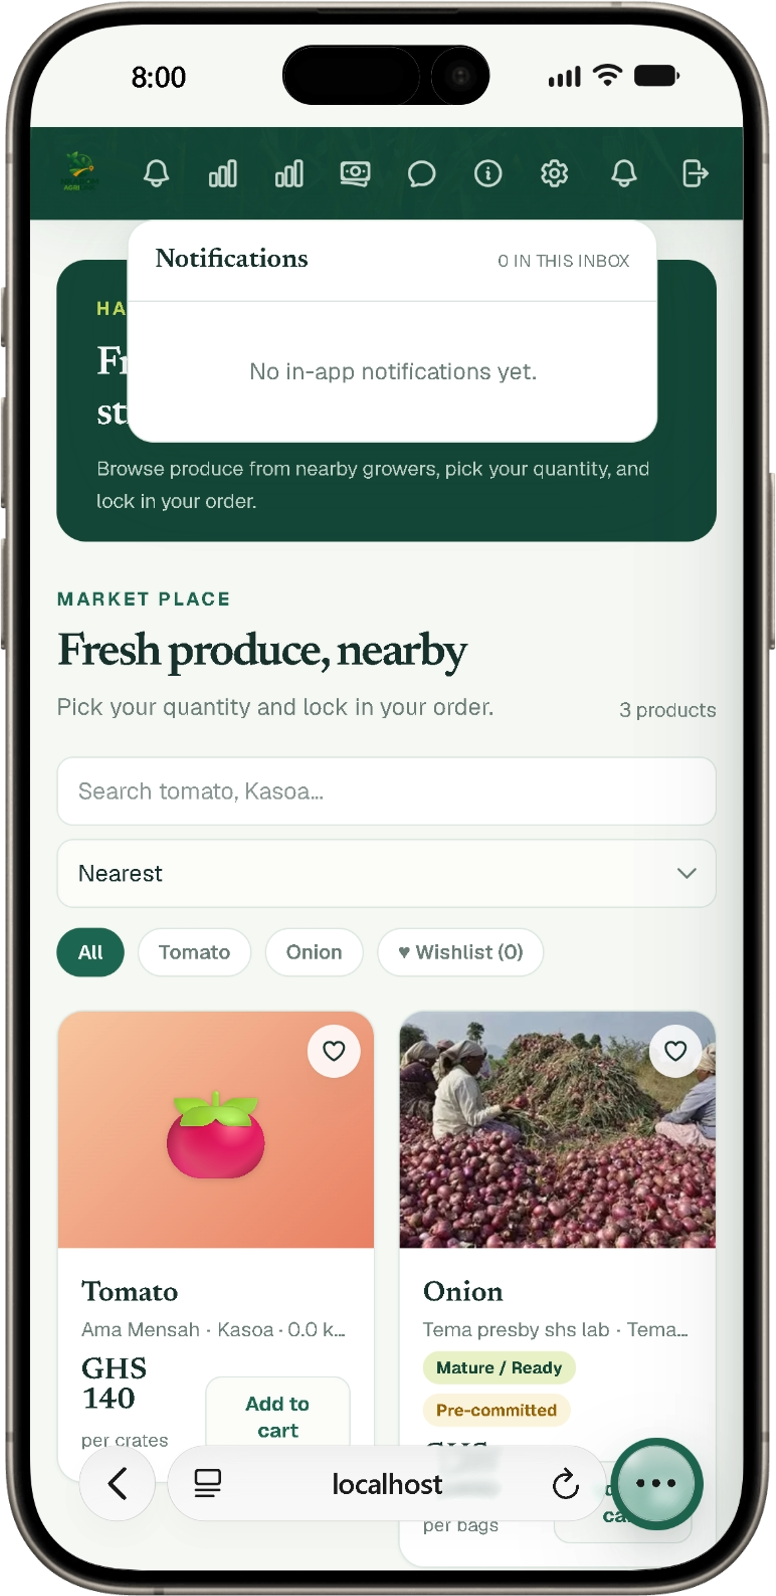 8:00
AGRI
Notifications
0 IN THIS INBOX
No in-app notifications yet.
HA
Fr
st
Browse produce from nearby growers, pick your quantity, and
lock in your order.
MARKET PLACE
Fresh produce, nearby
Pick your quantity and lock in your order.
3 products
Search tomato, Kasoa...
Nearest
All
Tomato
Onion
♥ Wishlist (0)
Tomato
Ama Mensah · Kasoa · 0.0 k...
GHS
140
per crates
Add to
cart
Onion
Tema presby shs lab · Tema...
Mature / Ready
Pre-committed
GHS
per bags
localhost